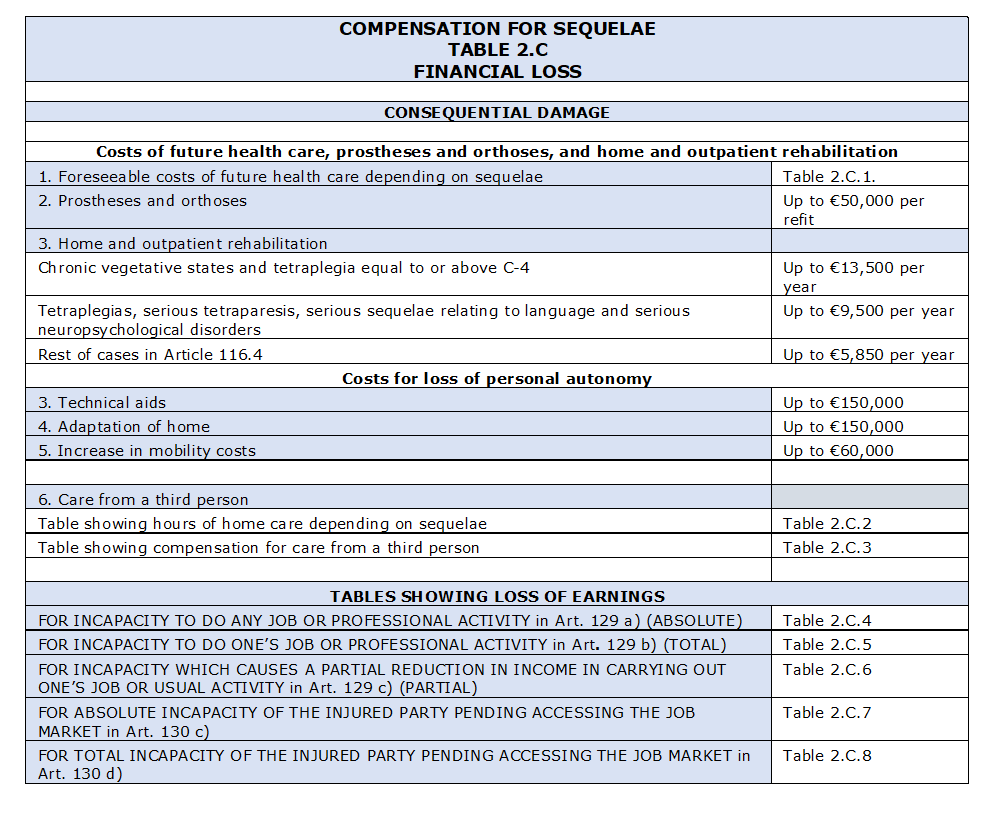 COMPENSATION FOR SEQUELAE
TABLE 2.C
FINANCIAL LOSS
CONSEQUENTIAL DAMAGE
Costs of future health care, prostheses and orthoses, and home and outpatient rehabilitation
1. Foreseeable costs of future health care depending on sequelae
Table 2.C.1.
2. Prostheses and orthoses
Up to €50,000 per
refit
3. Home and outpatient rehabilitation
Chronic vegetative states and tetraplegia equal to or above C-4
Up to €13,500 per
year
Tetraplegias, serious tetraparesis, serious sequelae relating to language and serious
neuropsychological disorders
Up to €9,500 per year
Rest of cases in Article 116.4
Up to €5,850 per year
Costs for loss of personal autonomy
3. Technical aids
Up to €150,000
4. Adaptation of home
Up to €150,000
5. Increase in mobility costs
Up to €60,000
6. Care from a third person
Table showing hours of home care depending on sequelae
Table 2.C.2
Table showing compensation for care from a third person
Table 2.C.3
TABLES SHOWING LOSS OF EARNINGS
FOR INCAPACITY TO DO ANY JOB OR PROFESSIONAL ACTIVITY in Art. 129 a) (ABSOLUTE)
Table 2.C.4
FOR INCAPACITY TO DO ONE’S JOB OR PROFESSIONAL ACTIVITY in Art. 129 b) (TOTAL)
Table 2.C.5
FOR INCAPACITY WHICH CAUSES A PARTIAL REDUCTION IN INCOME IN CARRYING OUT
ONE’S JOB OR USUAL ACTIVITY in Art. 129 c) (PARTIAL)
Table 2.C.6
FOR ABSOLUTE INCAPACITY OF THE INJURED PARTY PENDING ACCESSING THE JOB
MARKET in Art. 130 c)
Table 2.C.7
FOR TOTAL INCAPACITY OF THE INJURED PARTY PENDING ACCESSING THE JOB MARKET in
Art. 130 d)
Table 2.C.8